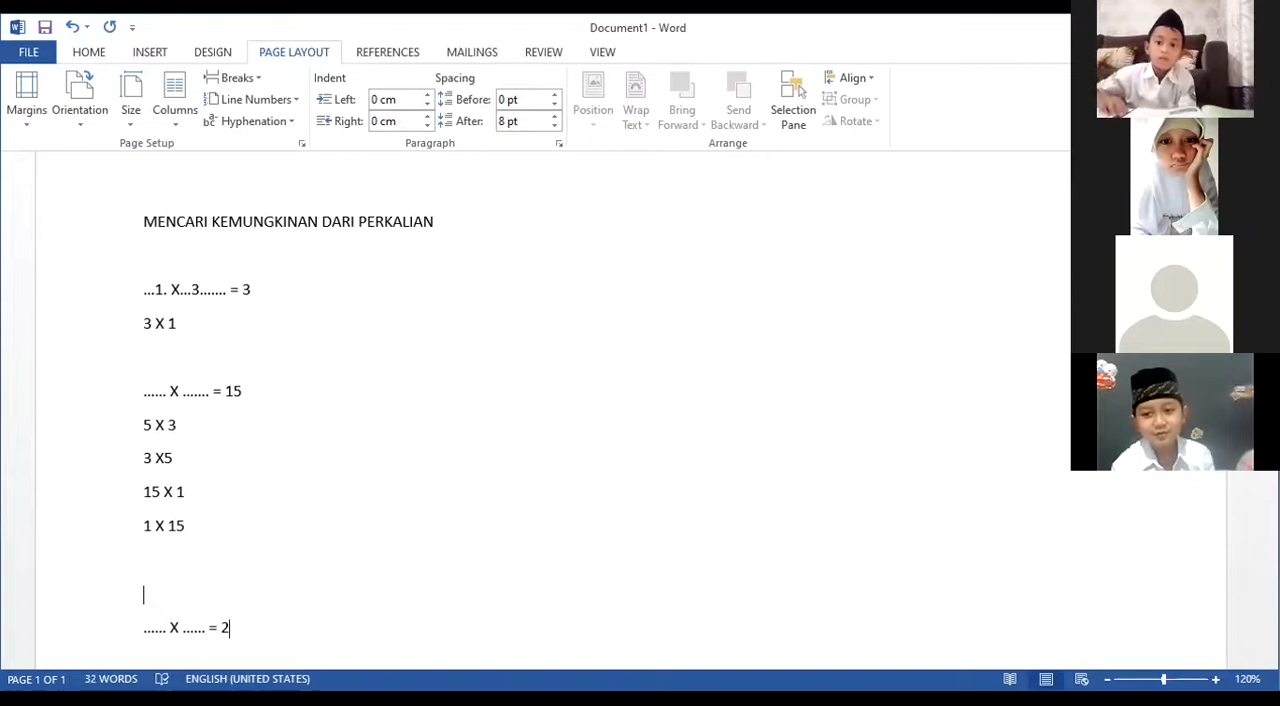 Document1 - Word
FILE HOME INSERT DESIGN PAGE LAYOUT REFERENCES MAILINGS REVIEW VIEW
Margins Orientation Size Columns
Breaks
Line Numbers
Hyphenation
Page Setup
Indent Spacing
Left: 0 cm Before: 0 pt
Right: 0 cm After: 8 pt
Paragraph
Position Wrap Text Bring Forward Send Backward Selection Pane
Align
Group
Rotate
Arrange
MENCARI KEMUNGKINAN DARI PERKALIAN
...1. X...3....... = 3
3 X 1
...... X ....... = 15
5 X 3
3 X5
15 X 1
1 X 15
...... X ...... = 2
PAGE 1 OF 1 32 WORDS ENGLISH (UNITED STATES) 120%